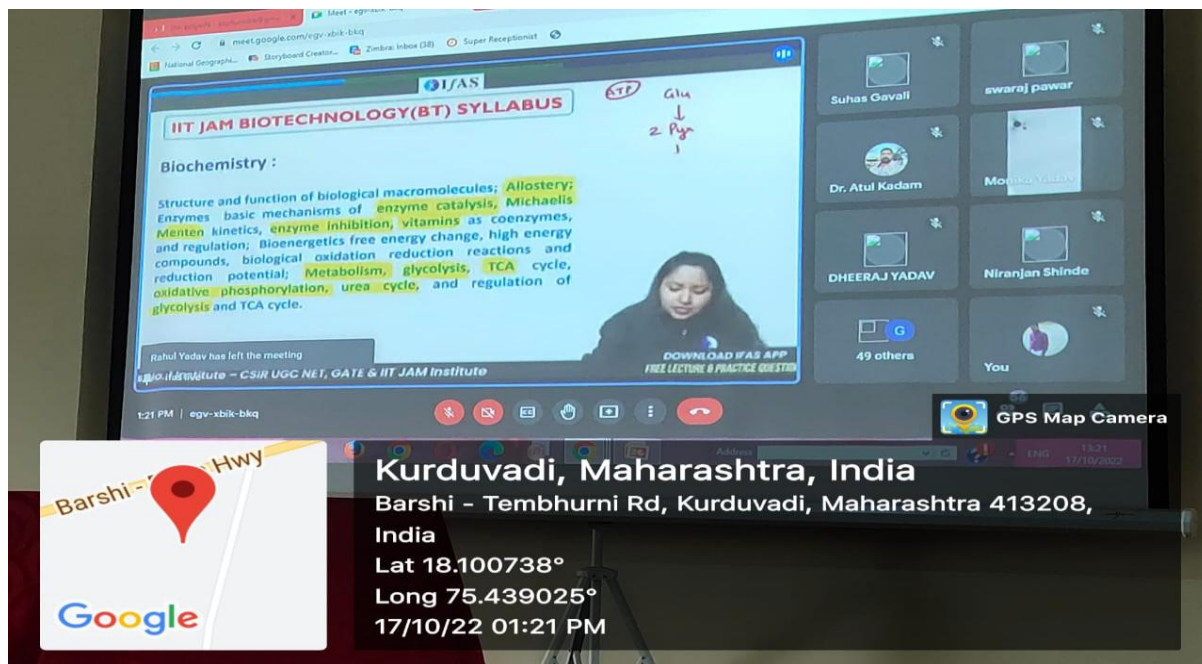 Meet - egv-xbik-bkq
meet.google.com/egv-xbik-bkq
National Geographi...
Storyboard Creator...
Zimbra: Inbox (38)
Super Receptionist
IFAS
IIT JAM BIOTECHNOLOGY(BT) SYLLABUS
ATP
Glu
2 Pyr
Biochemistry :
Structure and function of biological macromolecules; Allostery;
Enzymes basic mechanisms of enzyme catalysis, Michaelis
Menten kinetics, enzyme inhibition, vitamins as coenzymes,
and regulation; Bioenergetics free energy change, high energy
compounds, biological oxidation reduction reactions and
reduction potential; Metabolism, glycolysis, TCA cycle,
oxidative phosphorylation, urea cycle, and regulation of
glycolysis and TCA cycle.
Rahul Yadav has left the meeting
Institute – CSIR UGC NET, GATE & IIT JAM Institute
DOWNLOAD IFAS APP
FREE LECTURE & PRACTICE QUESTIO
Suhas Gavali
swaraj pawar
Dr. Atul Kadam
Monika Yadav
DHEERAJ YADAV
Niranjan Shinde
G
49 others
You
1:21 PM | egv-xbik-bkq
Address
ENG
13:21
17/10/2022
GPS Map Camera
Barshi - Hwy
Google
Kurduvadi, Maharashtra, India
Barshi – Tembhurni Rd, Kurduvadi, Maharashtra 413208,
India
Lat 18.100738°
Long 75.439025°
17/10/22 01:21 PM